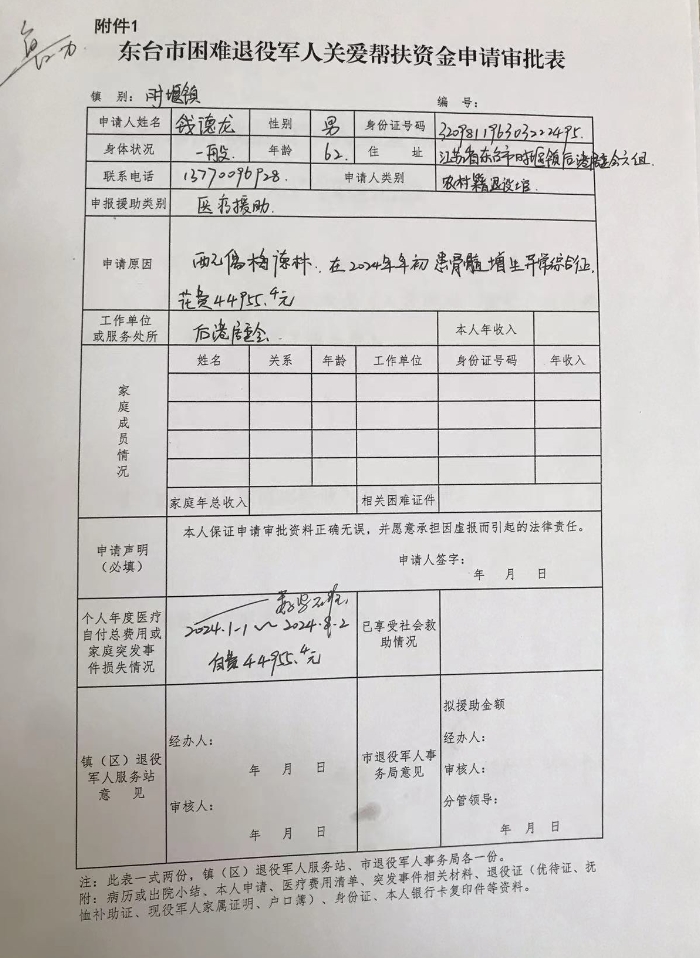 附件1
东台市困难退役军人关爱帮扶资金申请审批表
镇 别：时堰镇 编 号：
申请人姓名 钱德龙 性别 男 身份证号码 320981196303222495.
身体状况 一般. 年龄 62. 住 址 江苏省东台市时堰镇后港居委会六组
联系电话 13770096928. 申请人类别 农村籍退役士兵
申报援助类别 医疗援助.
申请原因 在2024年年初患骨髓增生异常综合征,
花费44955.4元
工作单位
或服务处所 后港居委会. 本人年收入
家庭成员情况 姓名 关系 年龄 工作单位 身份证号码 年收入
家庭年总收入 相关困难证件
申请声明
（必填） 本人保证申请审批资料正确无误，并愿意承担因虚报而引起的法律责任。
申请人签字：
年 月 日
个人年度医疗
自付总费用或
家庭突发事
件损失情况 2024.1-1～2024.8-2
自费44955.4元
已享受社会救
助情况
镇（区）退役
军人服务站
意 见 经办人：
年 月 日
审核人：
年 月 日
市退役军人事
务局意见 拟援助金额
经办人：
审核人：
分管领导：
年 月 日
注：此表一式两份，镇（区）退役军人服务站、市退役军人事务局各一份。
附：病历或出院小结、本人申请、医疗费用清单、突发事件相关材料、退役证（优待证、抚
恤补助证、现役军人家属证明、户口簿）、身份证、本人银行卡复印件等资料。